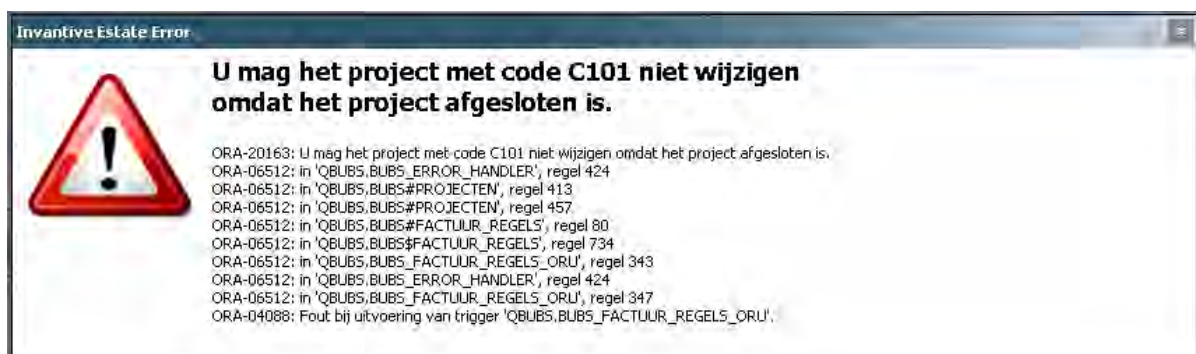 Invantive Estate Error
U mag het project met code C101 niet wijzigen
omdat het project afgesloten is.
ORA-20163: U mag het project met code C101 niet wijzigen omdat het project afgesloten is.
ORA-06512: in 'QBUBS.BUBS_ERROR_HANDLER', regel 424
ORA-06512: in 'QBUBS.BUBS#PROJECTEN', regel 413
ORA-06512: in 'QBUBS.BUBS#PROJECTEN', regel 457
ORA-06512: in 'QBUBS.BUBS#FACTUUR_REGELS', regel 80
ORA-06512: in 'QBUBS.BUBS$FACTUUR_REGELS', regel 734
ORA-06512: in 'QBUBS.BUBS_FACTUUR_REGELS_ORU', regel 343
ORA-06512: in 'QBUBS.BUBS_ERROR_HANDLER', regel 424
ORA-06512: in 'QBUBS.BUBS_FACTUUR_REGELS_ORU', regel 347
ORA-04088: Fout bij uitvoering van trigger 'QBUBS.BUBS_FACTUUR_REGELS_ORU'.